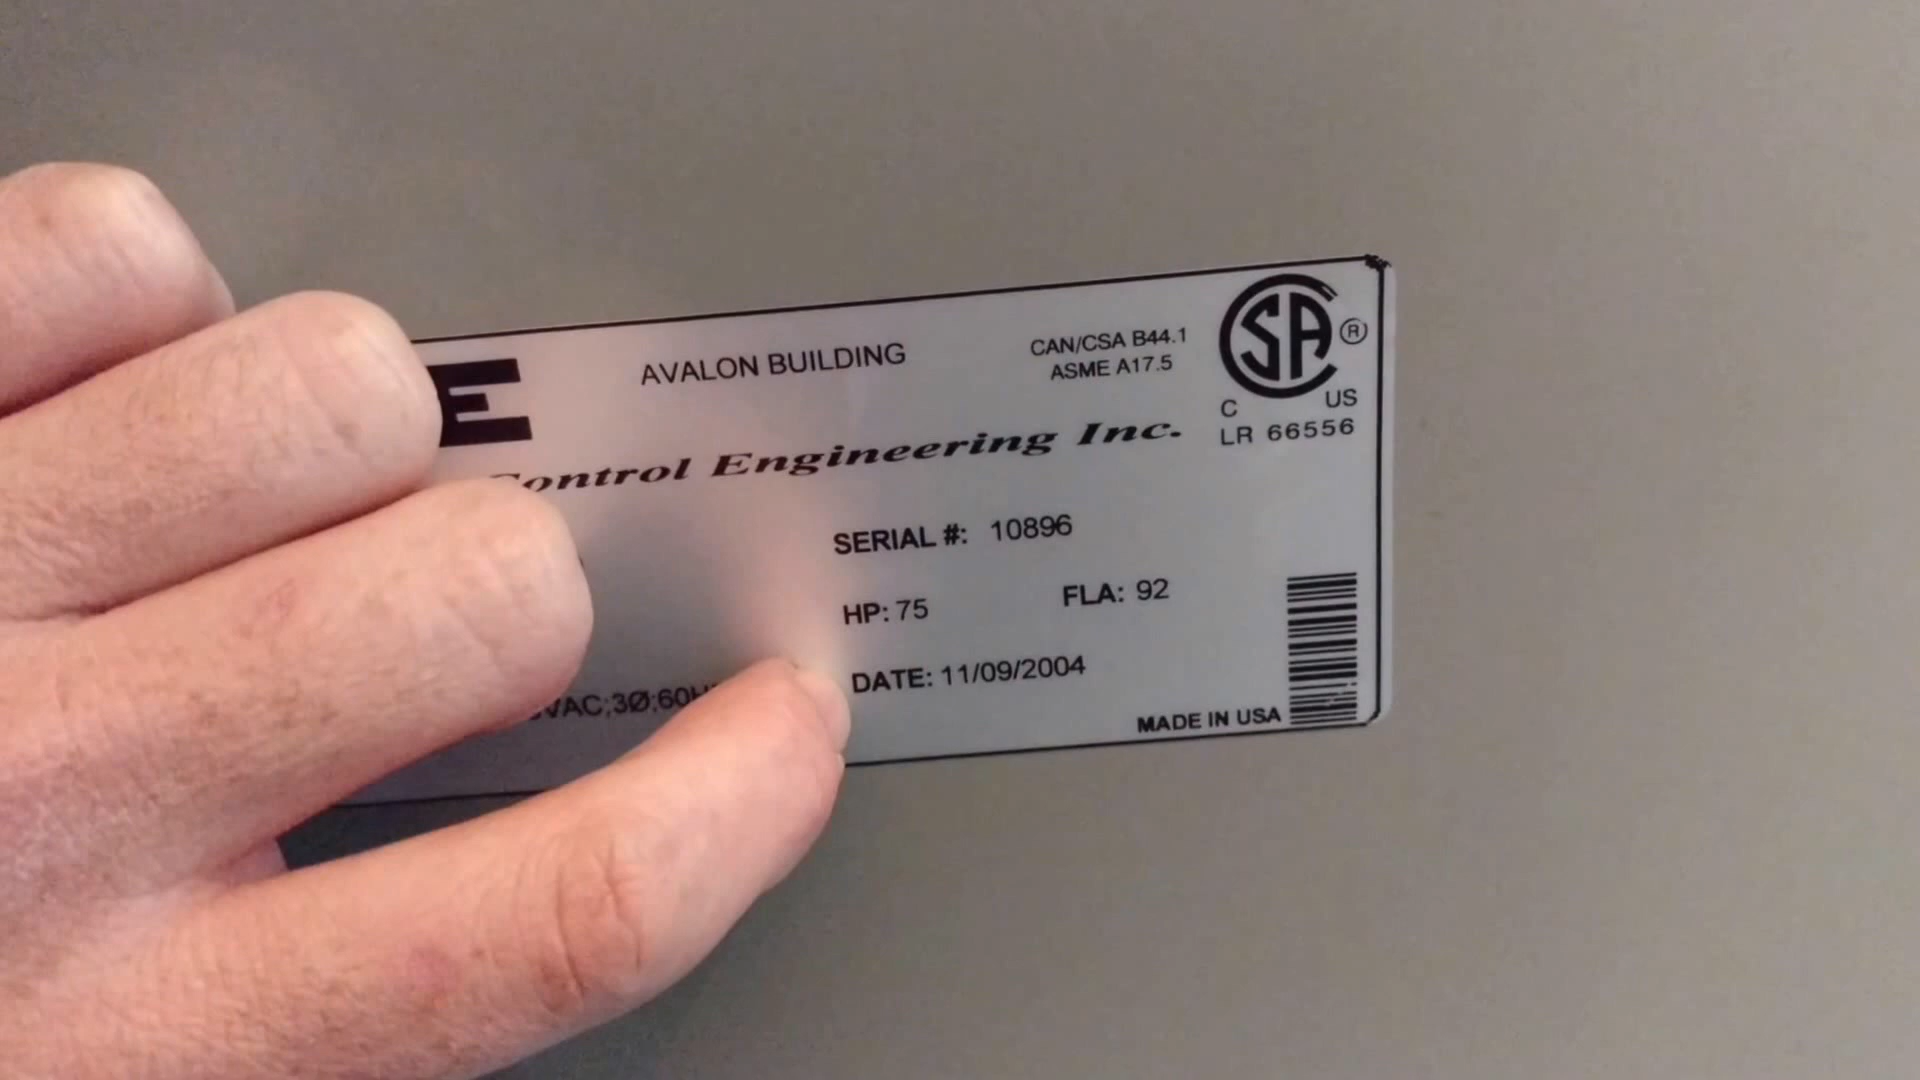 E
AVALON BUILDING
CAN/CSA B44.1
ASME A17.5
SA ®
C US
LR 66556
Control Engineering Inc.
SERIAL #: 10896
HP: 75 FLA: 92
VAC;3Ø;60H
DATE: 11/09/2004
MADE IN USA